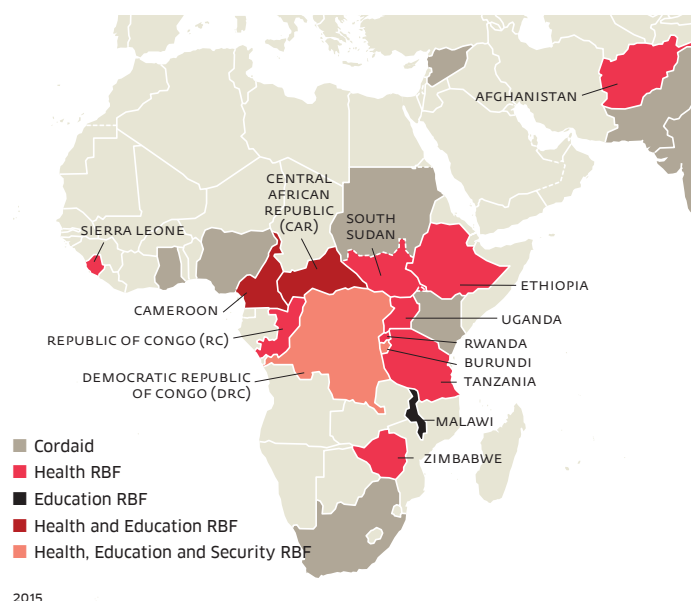 AFGHANISTAN
CENTRAL
AFRICAN
REPUBLIC
(CAR)
SOUTH
SUDAN
SIERRA LEONE
ETHIOPIA
CAMEROON
UGANDA
REPUBLIC OF CONGO (RC)
RWANDA
BURUNDI
DEMOCRATIC REPUBLIC
OF CONGO (DRC)
TANZANIA
MALAWI
ZIMBABWE
Cordaid
Health RBF
Education RBF
Health and Education RBF
Health, Education and Security RBF
2015